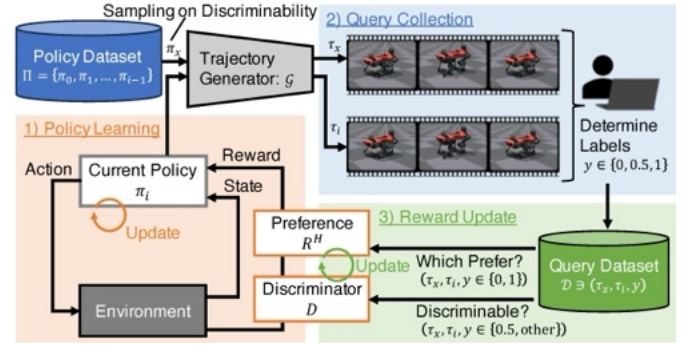 Sampling on Discriminability
Policy Dataset
Π = {π₀, π₁, ..., πᵢ₋₁}
πₓ
Trajectory
Generator: 𝒢
2) Query Collection
τₓ
τᵢ
Determine
Labels
y ∈ {0, 0.5, 1}
1) Policy Learning
Action
Current Policy
πᵢ
Reward
State
Update
Environment
Preference
Rᴴ
Discriminator
D
3) Reward Update
Update
Which Prefer?
(τₓ, τᵢ, y ∈ {0, 1})
Discriminable?
(τₓ, τᵢ, y ∈ {0.5, other})
Query Dataset
𝒟 ∋ (τₓ, τᵢ, y)